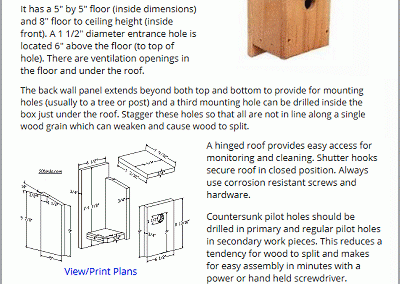 It has a 5" by 5" floor (inside dimensions)
and 8" floor to ceiling height (inside
front). A 1 1/2" diameter entrance hole is
located 6" above the floor (to top of
hole). There are ventilation openings in
the floor and under the roof.
The back wall panel extends beyond both top and bottom to provide for mounting
holes (usually to a tree or post) and a third mounting hole can be drilled inside the
box just under the roof. Stagger these holes so that all are not in line along a single
wood grain which can weaken and cause wood to split.
A hinged roof provides easy access for
monitoring and cleaning. Shutter hooks
secure roof in closed position. Always
use corrosion resistant screws and
hardware.
Countersunk pilot holes should be
drilled in primary and regular pilot holes
in secondary work pieces. This reduces a
tendency for wood to split and makes
for easy assembly in minutes with a
power or hand held screwdriver.
View/Print Plans